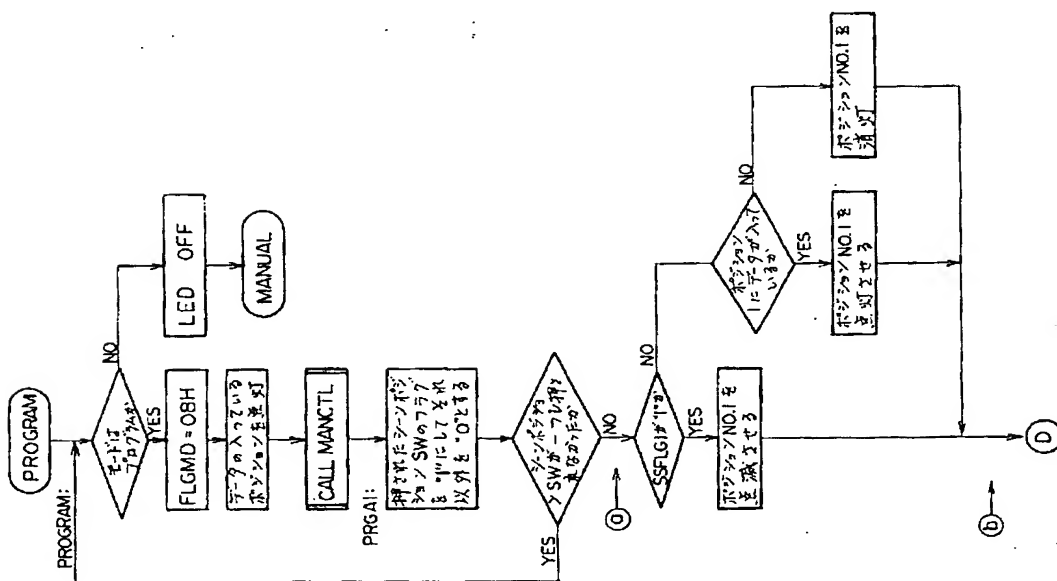 PROGRAM
PROGRAM:
モードは
プログラムか
NO
YES
LED OFF
MANUAL
FLGMD=08H
データの入っている
ポジションを点灯
CALL MANCTL
PRGA1:
押されたシーンポジ
ション SWのフラグ
を "1"にしてそれ
以外を "0"とする
シーンポジショ
ン SWが一つも押さ
れなかったか
YES
NO
ⓐ
SSFLG1が"1"か
NO
YES
ポジションNO.1を
点滅させる
ポジション
1にデータが入って
いるか
NO
YES
ポジションNO.1を
点灯させる
ポジションNO.1を
消灯
ⓑ
Ⓓ